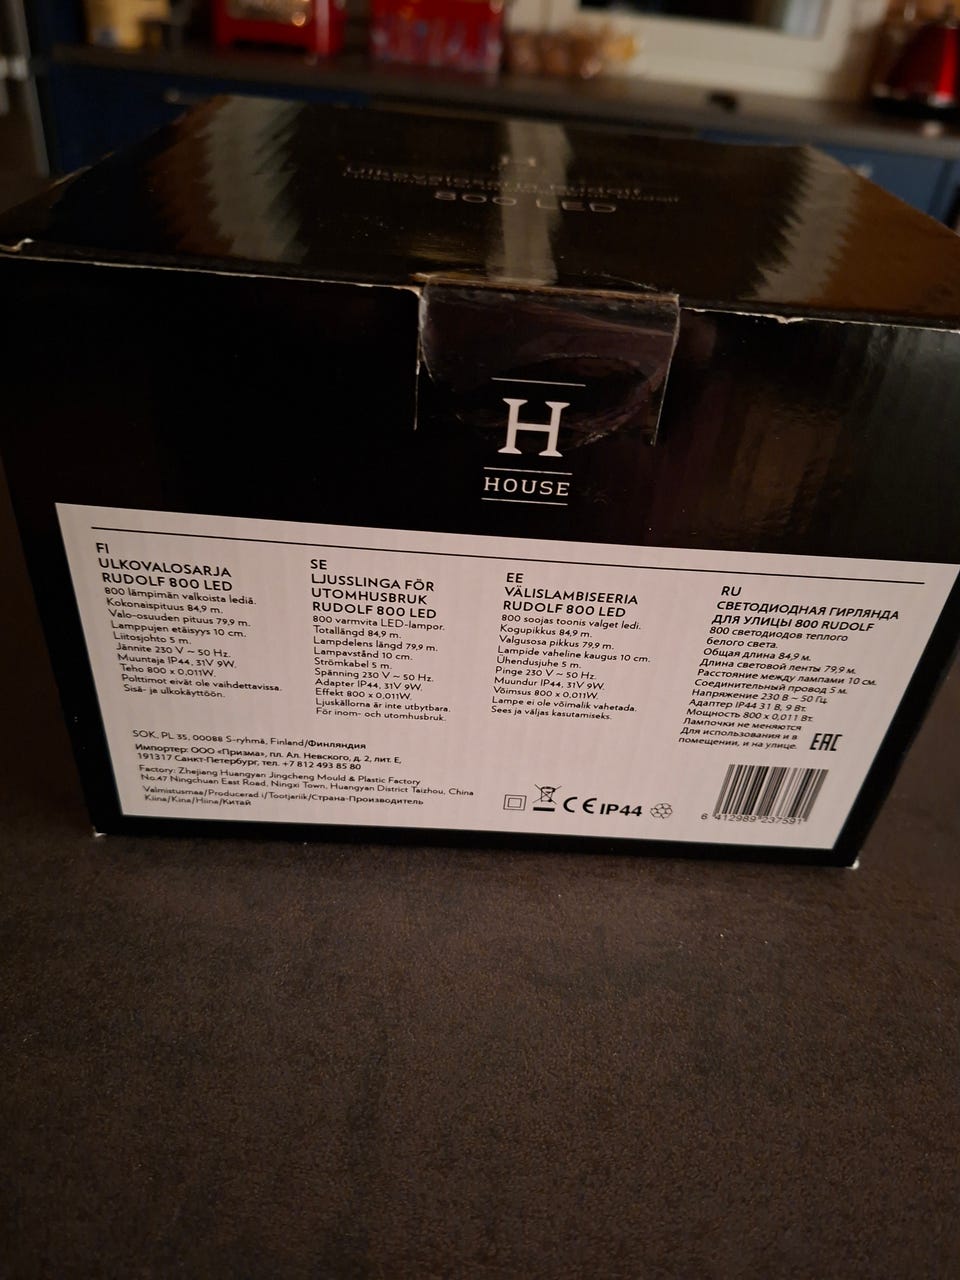 800 LED
H
HOUSE
FI
ULKOVALOSARJA
RUDOLF 800 LED
800 lämpimän valkoista lediä.
Kokonaispituus 84,9 m.
Valo-osuuden pituus 79,9 m.
Lamppujen etäisyys 10 cm.
Liitosjohto 5 m.
Jännite 230 V ~ 50 Hz.
Muuntaja IP44, 31V 9W.
Teho 800 x 0,011W.
Polttimot eivät ole vaihdettavissa.
Sisä- ja ulkokäyttöön.
SE
LJUSSLINGA FÖR
UTOMHUSBRUK
RUDOLF 800 LED
800 varmvita LED-lampor.
Totallängd 84,9 m.
Lampdelens längd 79,9 m.
Lampavstånd 10 cm.
Strömkabel 5 m.
Spänning 230 V ~ 50 Hz.
Adapter IP44, 31V 9W.
Effekt 800 x 0,011W.
Ljuskällorna är inte utbytbara.
För inom- och utomhusbruk.
EE
VÄLISLAMBISEERIA
RUDOLF 800 LED
800 soojas toonis valget ledi.
Kogupikkus 84,9 m.
Valgusosa pikkus 79,9 m.
Lampide vaheline kaugus 10 cm.
Ühendusjuhe 5 m.
Pinge 230 V ~ 50 Hz.
Muundur IP44, 31V 9W.
Võimsus 800 x 0,011W.
Lampe ei ole võimalik vahetada.
Sees ja väljas kasutamiseks.
RU
СВЕТОДИОДНАЯ ГИРЛЯНДА
ДЛЯ УЛИЦЫ 800 RUDOLF
800 светодиодов теплого
белого света.
Общая длина 84,9 м.
Длина световой ленты 79,9 м.
Расстояние между лампами 10 см.
Соединительный провод 5 м.
Напряжение 230 В ~ 50 Гц.
Адаптер IP44 31 В, 9 Вт.
Мощность 800 x 0,011 Вт.
Лампочки не меняются
Для использования и в
помещении, и на улице.
EAC
SOK, PL 35, 00088 S-ryhmä, Finland/Финляндия
Импортер: ООО «Призма», пл. Ал. Невского, д. 2, лит. Е,
191317 Санкт-Петербург, тел. +7 812 493 85 80
Factory: Zhejiang Huangyan Jingcheng Mould & Plastic Factory
No.47 Ningchuan East Road, Ningxi Town, Huangyan District Taizhou, China
Valmistusmaa/Producerad i/Tootjariik/Страна-Производитель
Kiina/Kina/Hiina/Китай
CE IP44
6 412989 237591